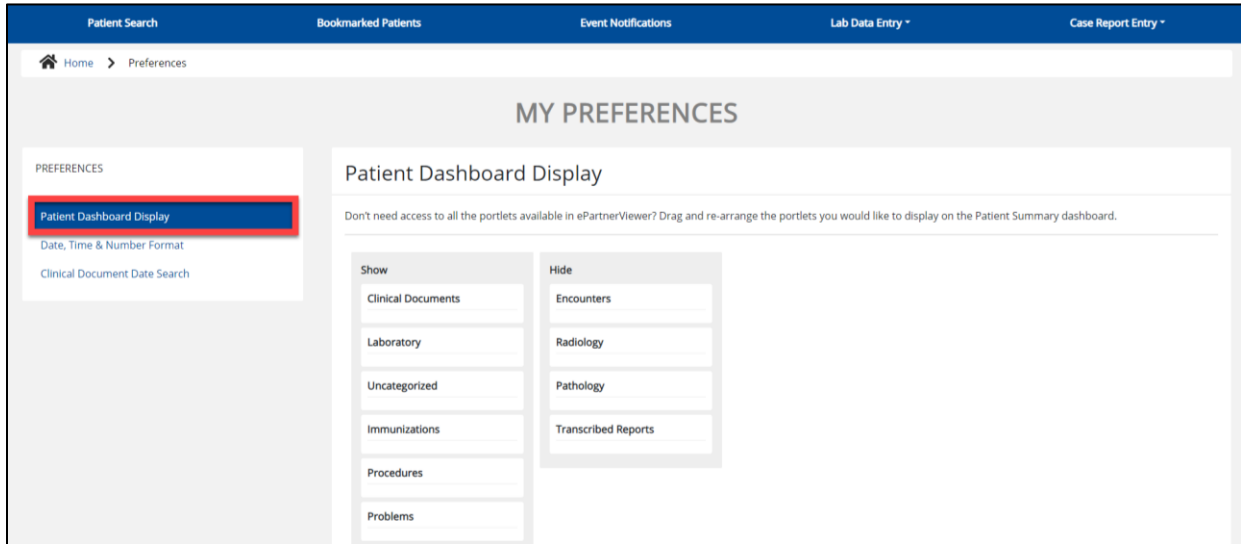 Patient Search Bookmarked Patients Event Notifications Lab Data Entry Case Report Entry
Home > Preferences
MY PREFERENCES
PREFERENCES
Patient Dashboard Display
Date, Time & Number Format
Clinical Document Date Search
Patient Dashboard Display
Don't need access to all the portlets available in ePartnerViewer? Drag and re-arrange the portlets you would like to display on the Patient Summary dashboard.
Show
Clinical Documents
Laboratory
Uncategorized
Immunizations
Procedures
Problems
Hide
Encounters
Radiology
Pathology
Transcribed Reports